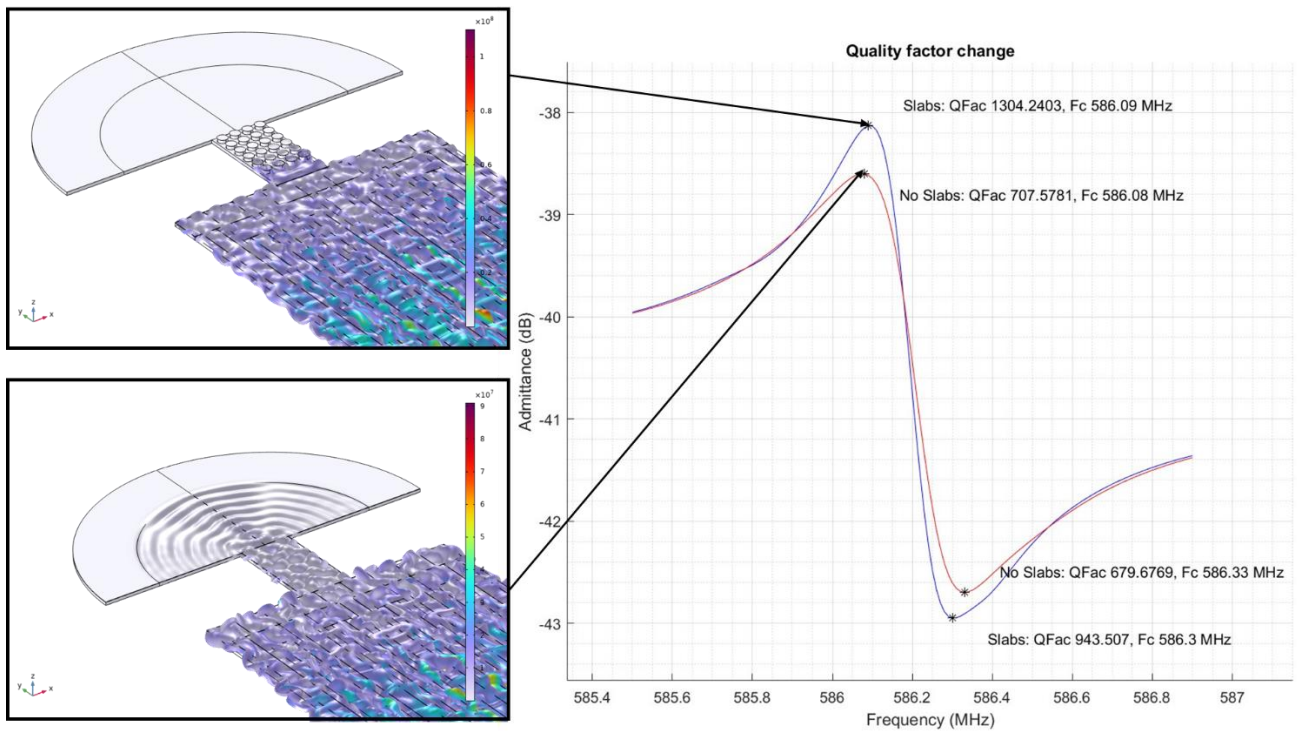 ×10⁸
1
0.8
0.6
0.4
0.2
z
y
x
×10⁷
9
8
7
6
5
4
3
2
1
z
y
x
Quality factor change
Slabs: QFac 1304.2403, Fc 586.09 MHz
No Slabs: QFac 707.5781, Fc 586.08 MHz
No Slabs: QFac 679.6769, Fc 586.33 MHz
Slabs: QFac 943.507, Fc 586.3 MHz
Admittance (dB)
-38
-39
-40
-41
-42
-43
585.4
585.6
585.8
586
586.2
586.4
586.6
586.8
587
Frequency (MHz)